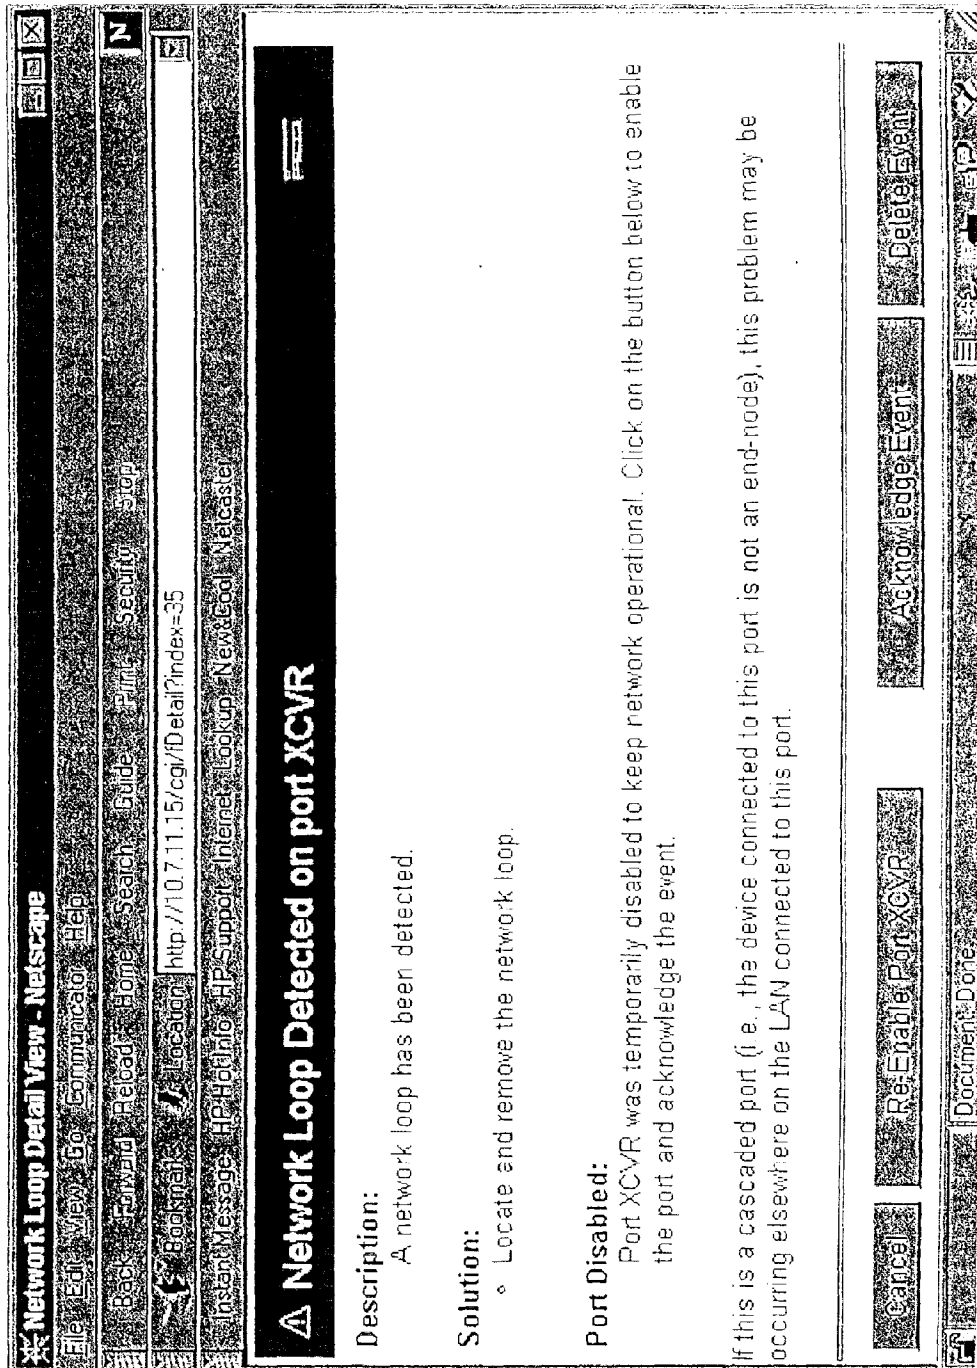 Network Loop Detail View - Netscape
File Edit View Go Communicator Help
Back Forward Reload Home Search Guide Print Security Stop
N
Bookmarks Location http://10.7.11.15/cgi/fDetail?index=35
Instant Message HP Hot Info HP Support Internet Lookup New&Cool Netcaster
Network Loop Detected on port XCVR
Description:
A network loop has been detected.
Solution:
Locate and remove the network loop.
Port Disabled:
Port XCVR was temporarily disabled to keep network operational. Click on the button below to enable
the port and acknowledge the event.
If this is a cascaded port (i.e., the device connected to this port is not an end-node), this problem may be
occurring elsewhere on the LAN connected to this port.
Cancel Re-Enable Port XCVR Acknowledge Event Delete Event
Document: Done